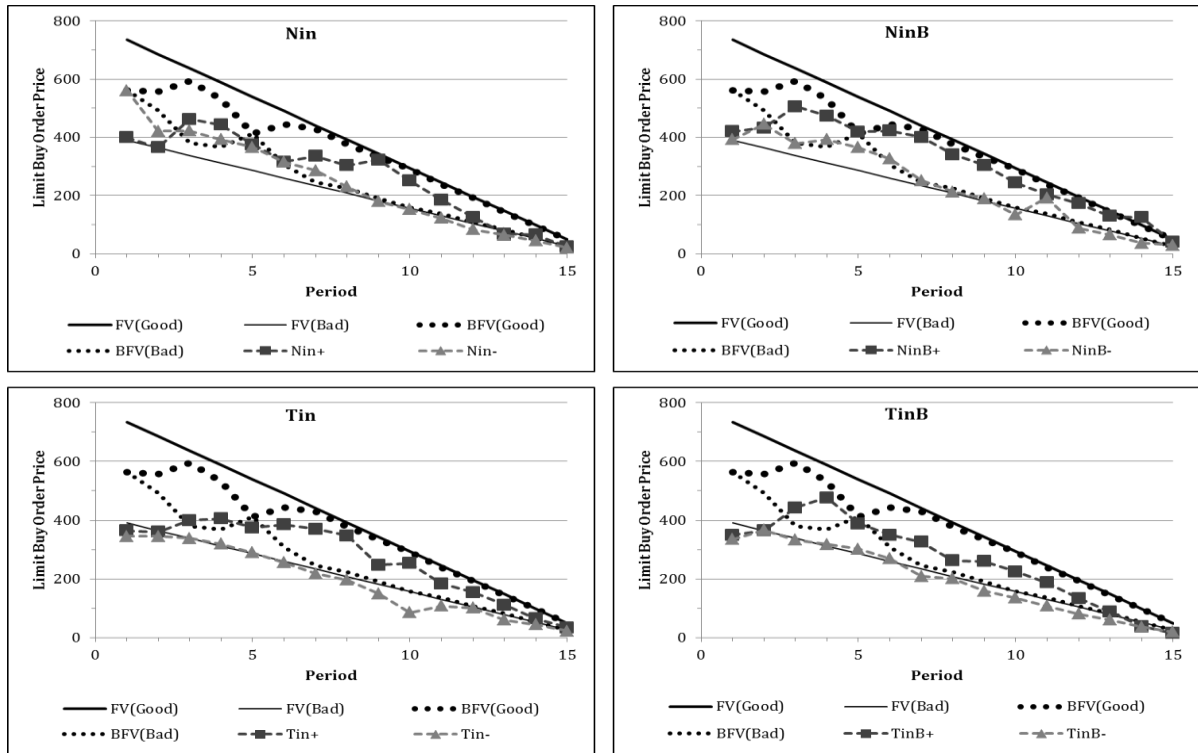 Nin
Limit Buy Order Price
800
600
400
200
0
0 5 10 15
Period
FV(Good) FV(Bad) BFV(Good)
BFV(Bad) Nin+ Nin-
NinB
Limit Buy Order Price
800
600
400
200
0
0 5 10 15
Period
FV(Good) FV(Bad) BFV(Good)
BFV(Bad) NinB+ NinB-
Tin
Limit Buy Order Price
800
600
400
200
0
0 5 10 15
Period
FV(Good) FV(Bad) BFV(Good)
BFV(Bad) Tin+ Tin-
TinB
Limit Buy Order Price
800
600
400
200
0
0 5 10 15
Period
FV(Good) FV(Bad) BFV(Good)
BFV(Bad) TinB+ TinB-